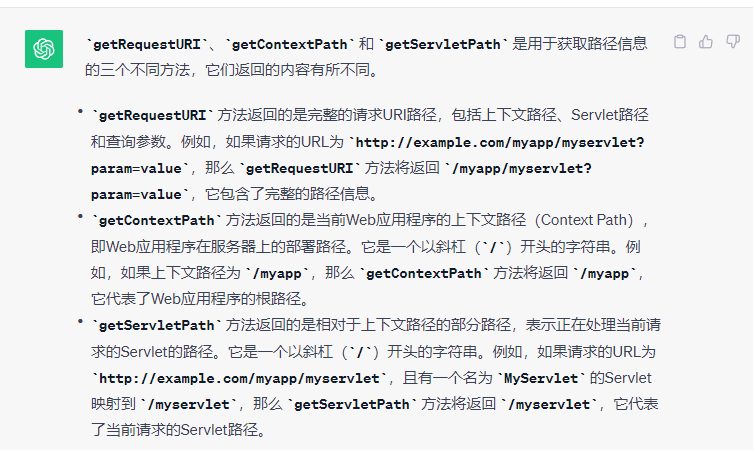 `getRequestURI`、`getContextPath` 和 `getServletPath` 是用于获取路径信息
的三个不同方法，它们返回的内容有所不同。
• `getRequestURI` 方法返回的是完整的请求URI路径，包括上下文路径、Servlet路径
和查询参数。例如，如果请求的URL为 `http://example.com/myapp/myservlet?
param=value`，那么 `getRequestURI` 方法将返回 `/myapp/myservlet?
param=value`，它包含了完整的路径信息。
• `getContextPath` 方法返回的是当前Web应用程序的上下文路径（Context Path），
即Web应用程序在服务器上的部署路径。它是一个以斜杠（`/`）开头的字符串。例
如，如果上下文路径为 `/myapp`，那么 `getContextPath` 方法将返回 `/myapp`，
它代表了Web应用程序的根路径。
• `getServletPath` 方法返回的是相对于上下文路径的部分路径，表示正在处理当前请
求的Servlet的路径。它是一个以斜杠（`/`）开头的字符串。例如，如果请求的URL为
`http://example.com/myapp/myservlet`，且有一个名为 `MyServlet` 的Servlet
映射到 `/myservlet`，那么 `getServletPath` 方法将返回 `/myservlet`，它代表
了当前请求的Servlet路径。